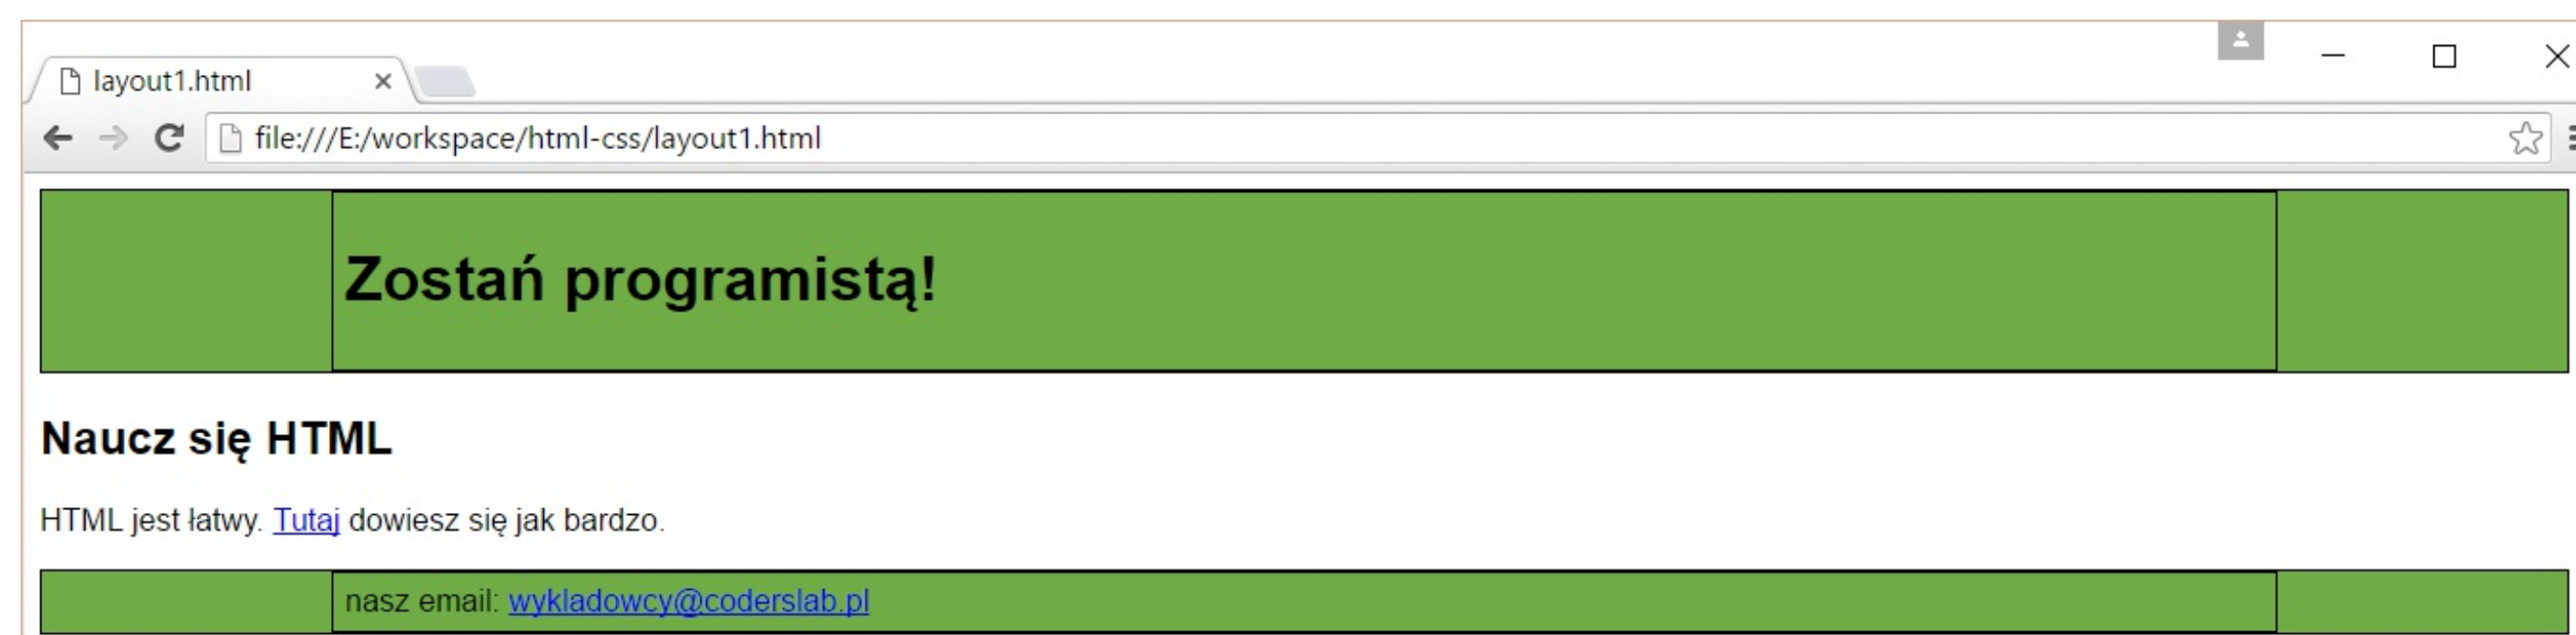 layout1.html
file:///E:/workspace/html-css/layout1.html
Zostań programistą!
Naucz się HTML
HTML jest łatwy. Tutaj dowiesz się jak bardzo.
nasz email: wykladowcy@coderslab.pl